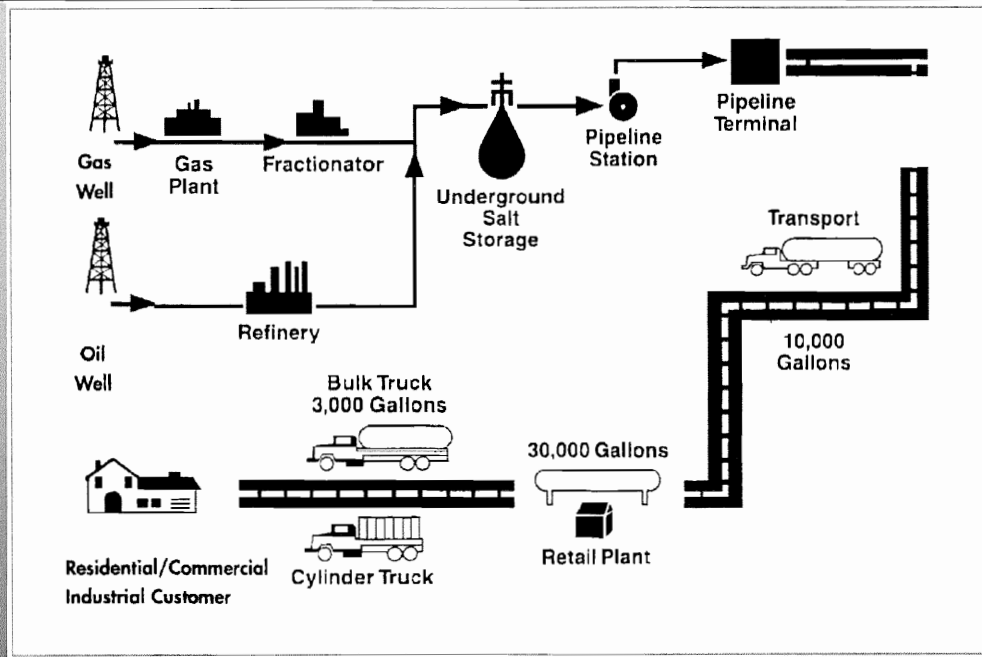 Gas
Well
Gas
Plant
Fractionator
Underground
Salt
Storage
Pipeline
Station
Pipeline
Terminal
Oil
Well
Refinery
Transport
10,000
Gallons
Bulk Truck
3,000 Gallons
30,000 Gallons
Retail Plant
Cylinder Truck
Residential/Commercial
Industrial Customer